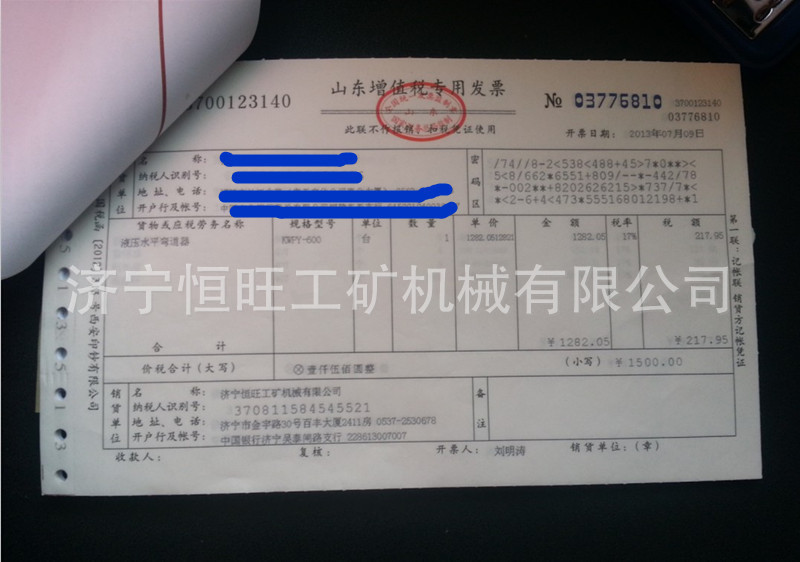 山东增值税专用发票
3700123140
№ 03776810
3700123140
03776810
此联不作报销、扣税凭证使用
开票日期: 2013年07月09日
购货单位
名 称:
纳税人识别号:
地 址、电 话:
开户行及帐号:
密码区
/74//8-2<538<488+45>7*0**><
5<8/662*6551+809/--*-442/78
*-002**+8202626215>*737/7<
*<2-6+4<473*555168012198+1
货物或应税劳务名称 规格型号 单位 数 量 单 价 金 额 税率 税 额
液压水平弯道器 KWPY-600 台 1 1282.0512821 1282.05 17% 217.95
济宁恒旺工矿机械有限公司
合 计 ¥1282.05 ¥217.95
价税合计(大写) ⊗壹仟伍佰圆整 (小写) ¥1500.00
销货单位
名 称: 济宁恒旺工矿机械有限公司
纳税人识别号: 370811584545521
地 址、电 话: 济宁市金宇路30号百丰大厦2411房 0537-2530678
开户行及帐号: 中国银行济宁吴泰闸路支行 228613007007
备注
收款人: 复核: 开票人: 刘明涛 销货单位:(章)
第一联:记帐联 销货方记帐凭证